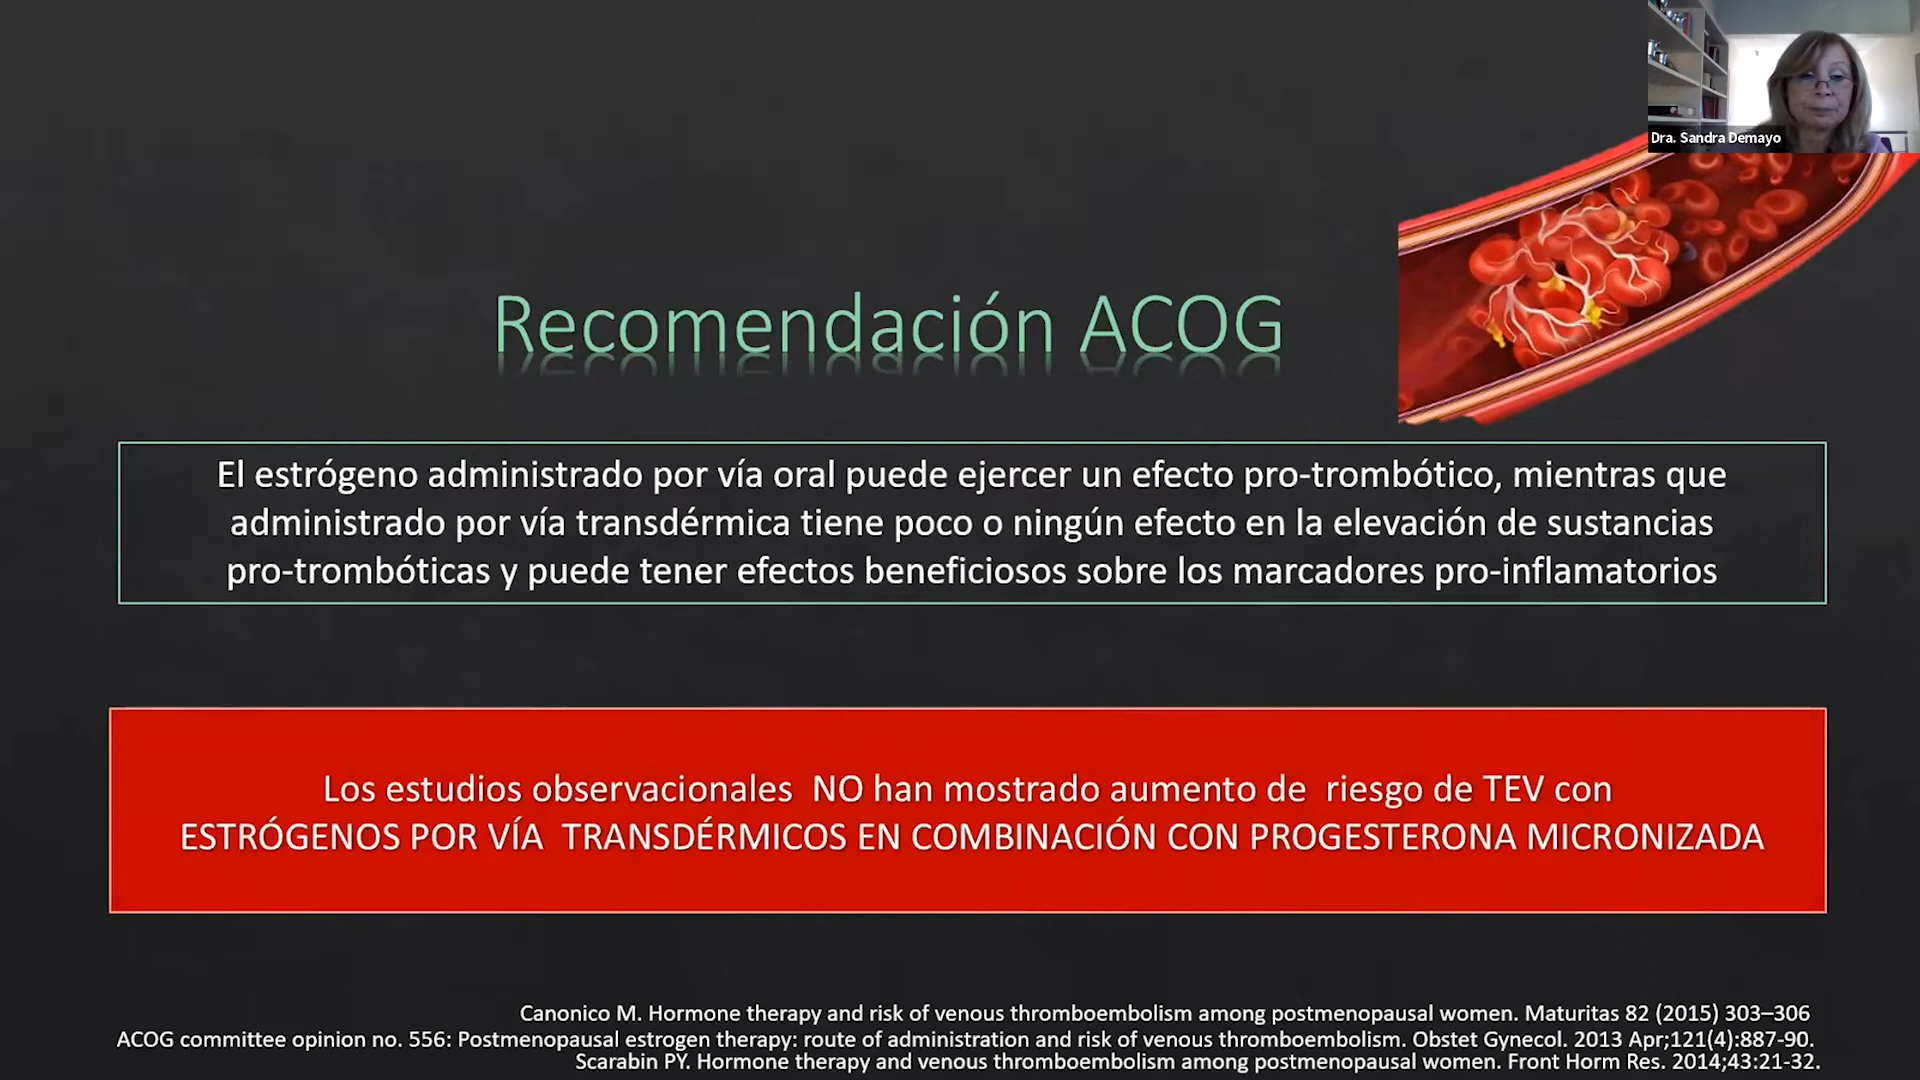 Dra. Sandra Demayo
Recomendación ACOG
El estrógeno administrado por vía oral puede ejercer un efecto pro-trombótico, mientras que
administrado por vía transdérmica tiene poco o ningún efecto en la elevación de sustancias
pro-trombóticas y puede tener efectos beneficiosos sobre los marcadores pro-inflamatorios
Los estudios observacionales NO han mostrado aumento de riesgo de TEV con
ESTRÓGENOS POR VÍA TRANSDÉRMICOS EN COMBINACIÓN CON PROGESTERONA MICRONIZADA
Canonico M. Hormone therapy and risk of venous thromboembolism among postmenopausal women. Maturitas 82 (2015) 303–306
ACOG committee opinion no. 556: Postmenopausal estrogen therapy: route of administration and risk of venous thromboembolism. Obstet Gynecol. 2013 Apr;121(4):887-90.
Scarabin PY. Hormone therapy and venous thromboembolism among postmenopausal women. Front Horm Res. 2014;43:21-32.